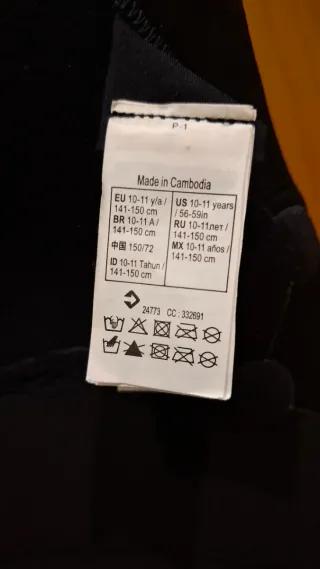 P-1
Made in Cambodia
EU 10-11 y/a /
141-150 cm
BR 10-11 A /
141-150 cm
中国 150/72
ID 10-11 Tahun /
141-150 cm
US 10-11 years
/ 56-59in
RU 10-11лет /
141-150 cm
MX 10-11 años /
141-150 cm
24773 CC : 332691